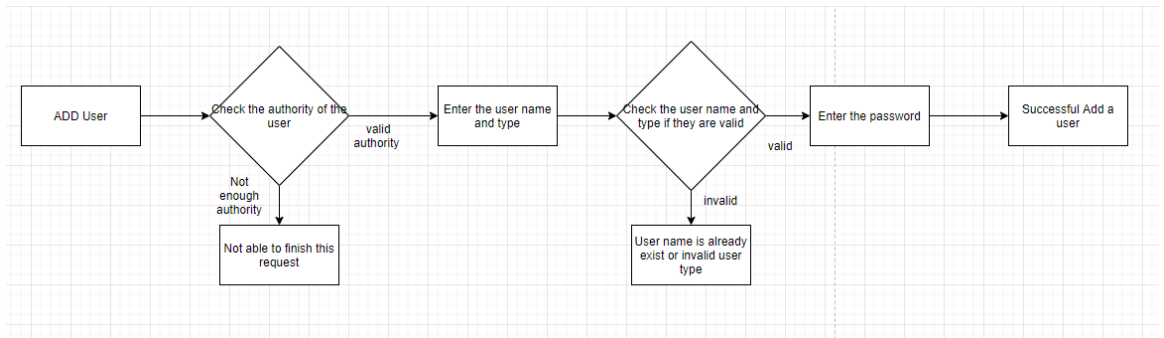 ADD User
Check the authority of the
user
valid
authority
Not
enough
authority
Not able to finish this
request
Enter the user name
and type
Check the user name and
type if they are valid
valid
invalid
User name is already
exist or invalid user
type
Enter the password
Successful Add a
user